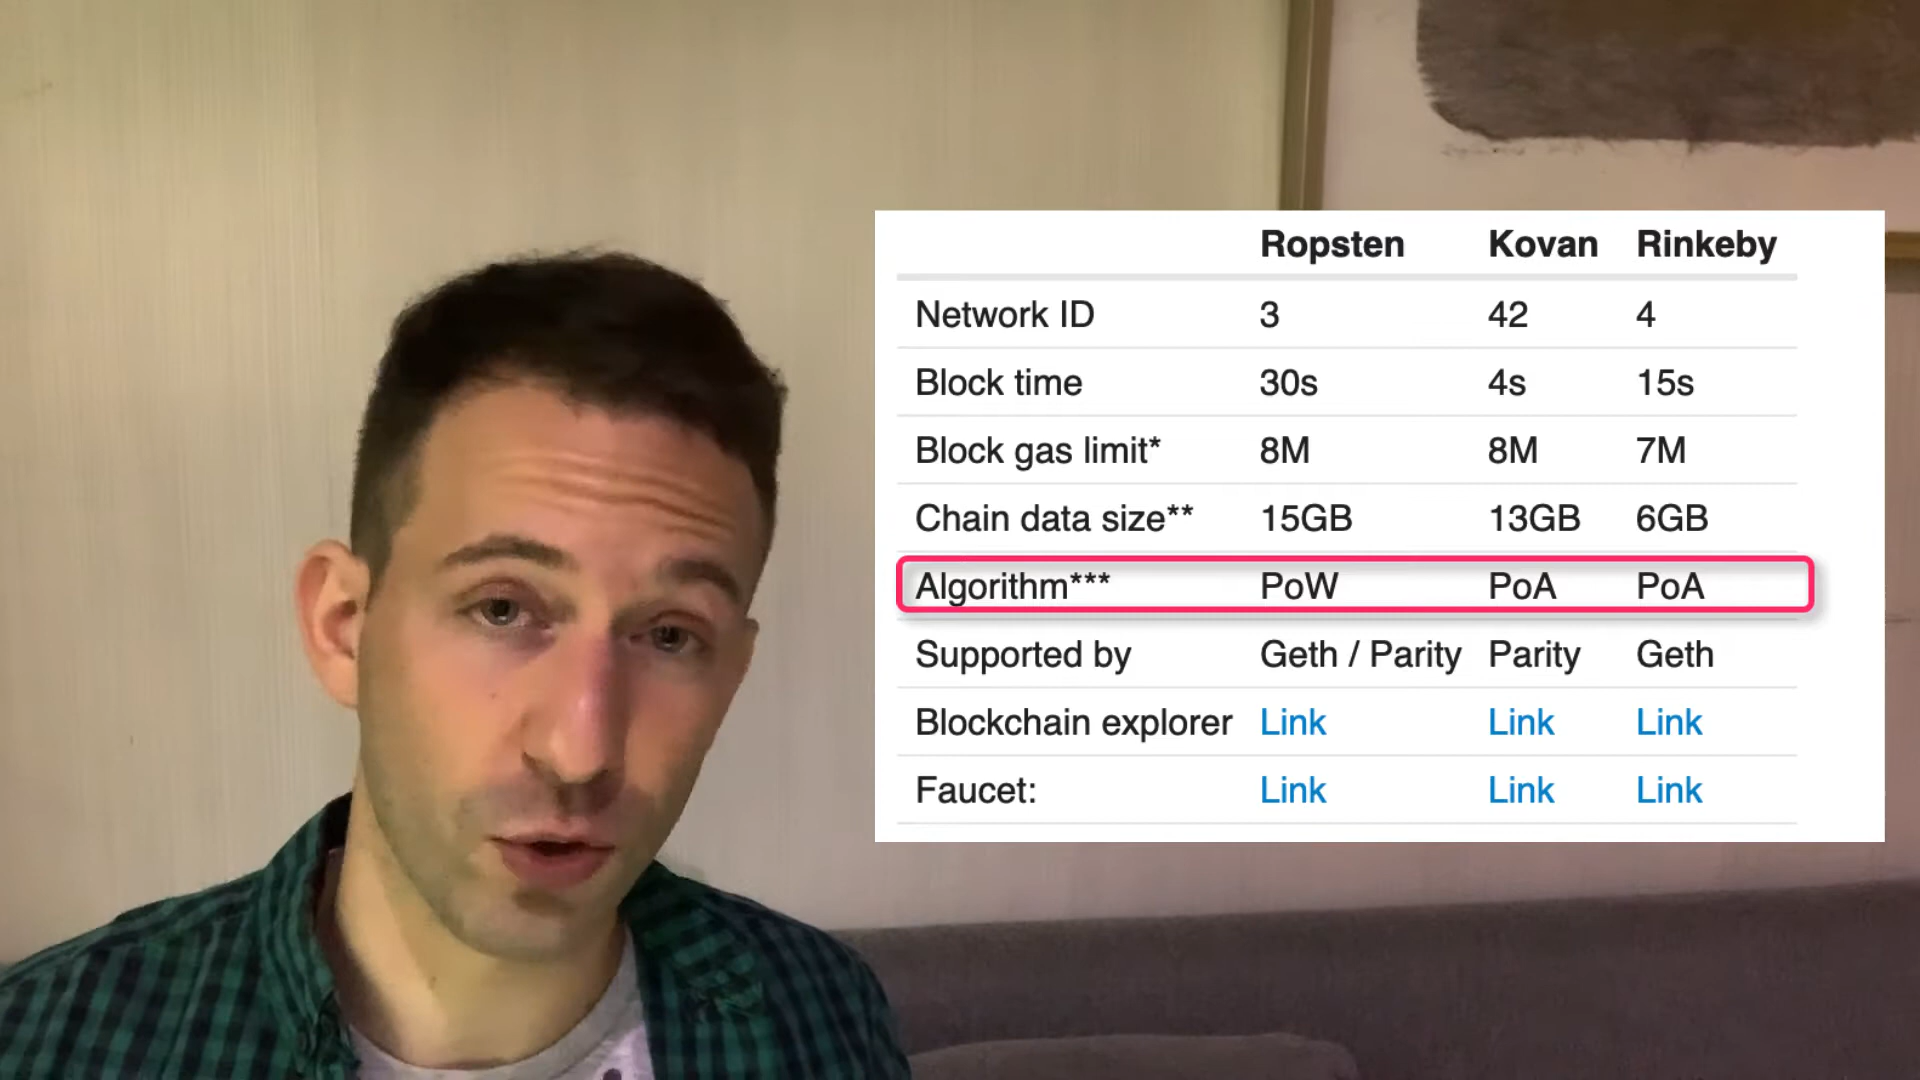 Ropsten Kovan Rinkeby
Network ID 3 42 4
Block time 30s 4s 15s
Block gas limit* 8M 8M 7M
Chain data size** 15GB 13GB 6GB
Algorithm*** PoW PoA PoA
Supported by Geth / Parity Parity Geth
Blockchain explorer Link Link Link
Faucet: Link Link Link